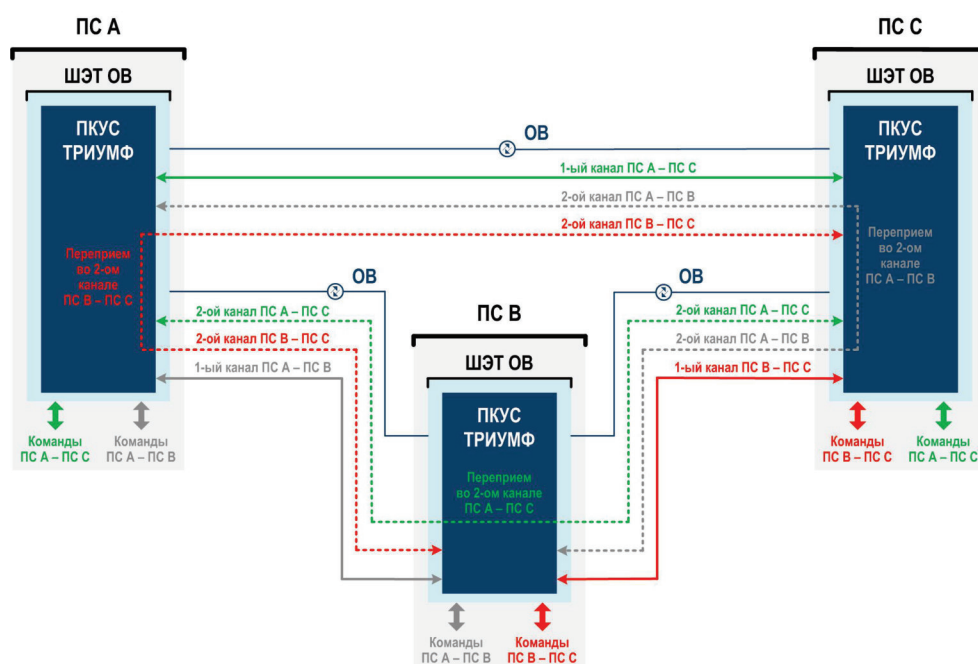 ПС А
ПС С
ШЭТ ОВ
ШЭТ ОВ
ПКУС
ТРИУМФ
ПКУС
ТРИУМФ
ОВ
1-ый канал ПС А – ПС С
2-ой канал ПС А – ПС В
2-ой канал ПС В – ПС С
Переприем
во 2-ом
канале
ПС В – ПС С
Переприем
во 2-ом
канале
ПС А – ПС В
ОВ
ОВ
2-ой канал ПС А – ПС С
2-ой канал ПС В – ПС С
1-ый канал ПС А – ПС В
2-ой канал ПС А – ПС С
2-ой канал ПС А – ПС В
1-ый канал ПС В – ПС С
ПС В
ШЭТ ОВ
ПКУС
ТРИУМФ
Переприем
во 2-ом канале
ПС А – ПС С
Команды
ПС А – ПС С
Команды
ПС А – ПС В
Команды
ПС В – ПС С
Команды
ПС А – ПС С
Команды
ПС А – ПС В
Команды
ПС В – ПС С